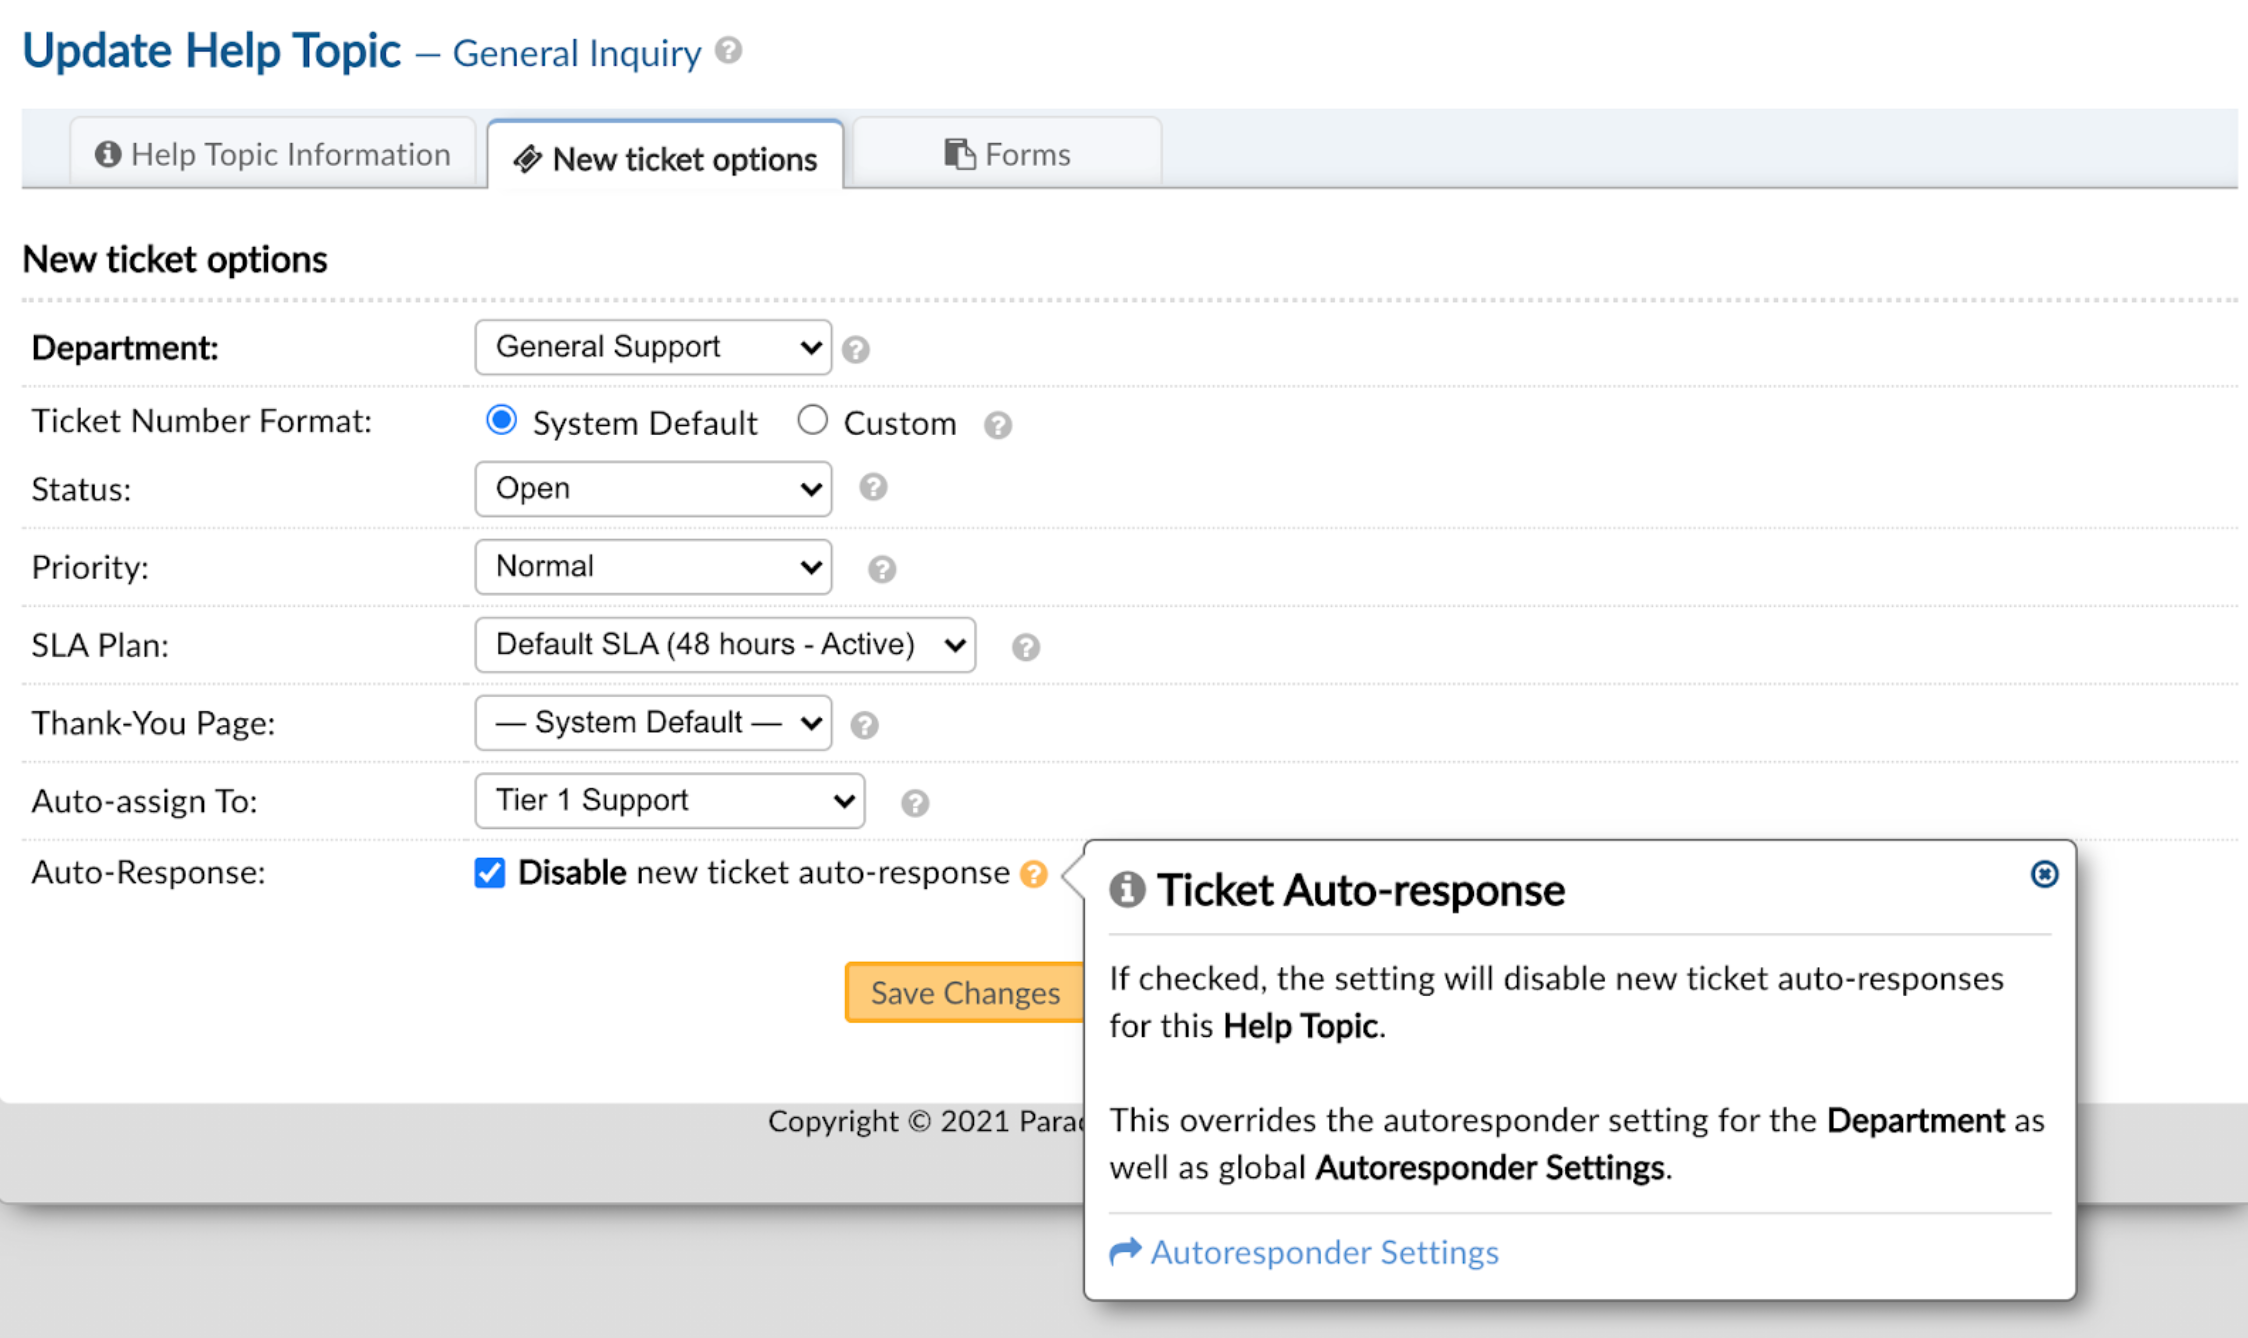 Update Help Topic — General Inquiry
Help Topic Information New ticket options Forms
New ticket options
Department: General Support
Ticket Number Format: System Default Custom
Status: Open
Priority: Normal
SLA Plan: Default SLA (48 hours - Active)
Thank-You Page: — System Default —
Auto-assign To: Tier 1 Support
Auto-Response: Disable new ticket auto-response
Ticket Auto-response
If checked, the setting will disable new ticket auto-responses
for this Help Topic.
This overrides the autoresponder setting for the Department as
well as global Autoresponder Settings.
Autoresponder Settings
Save Changes
Copyright © 2021